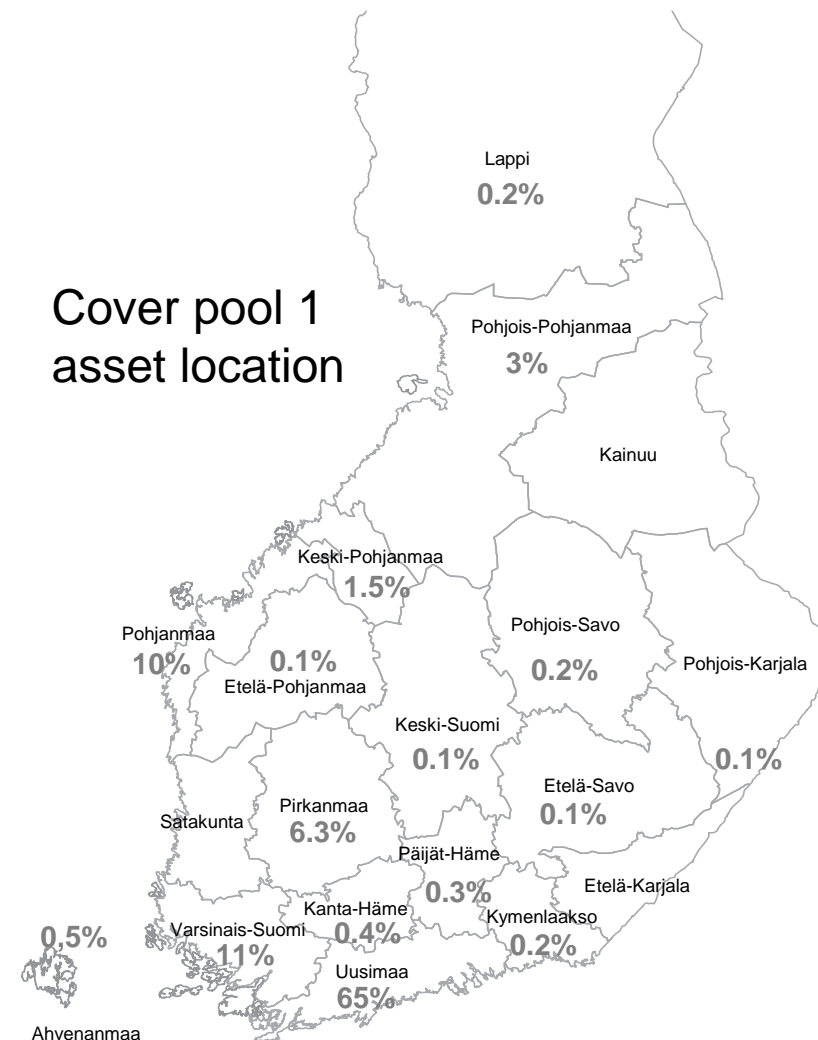 Lappi
0.2%
Cover pool 1
asset location
Pohjois-Pohjanmaa
3%
Kainuu
Keski-Pohjanmaa
1.5%
Pohjanmaa
10%
0.1%
Etelä-Pohjanmaa
Pohjois-Savo
0.2%
Pohjois-Karjala
0.1%
Keski-Suomi
0.1%
Etelä-Savo
0.1%
Satakunta
Pirkanmaa
6.3%
Päijät-Häme
0.3%
Etelä-Karjala
Kanta-Häme
0.4%
Kymenlaakso
0.2%
Varsinais-Suomi
11%
0,5%
Ahvenanmaa
Uusimaa
65%